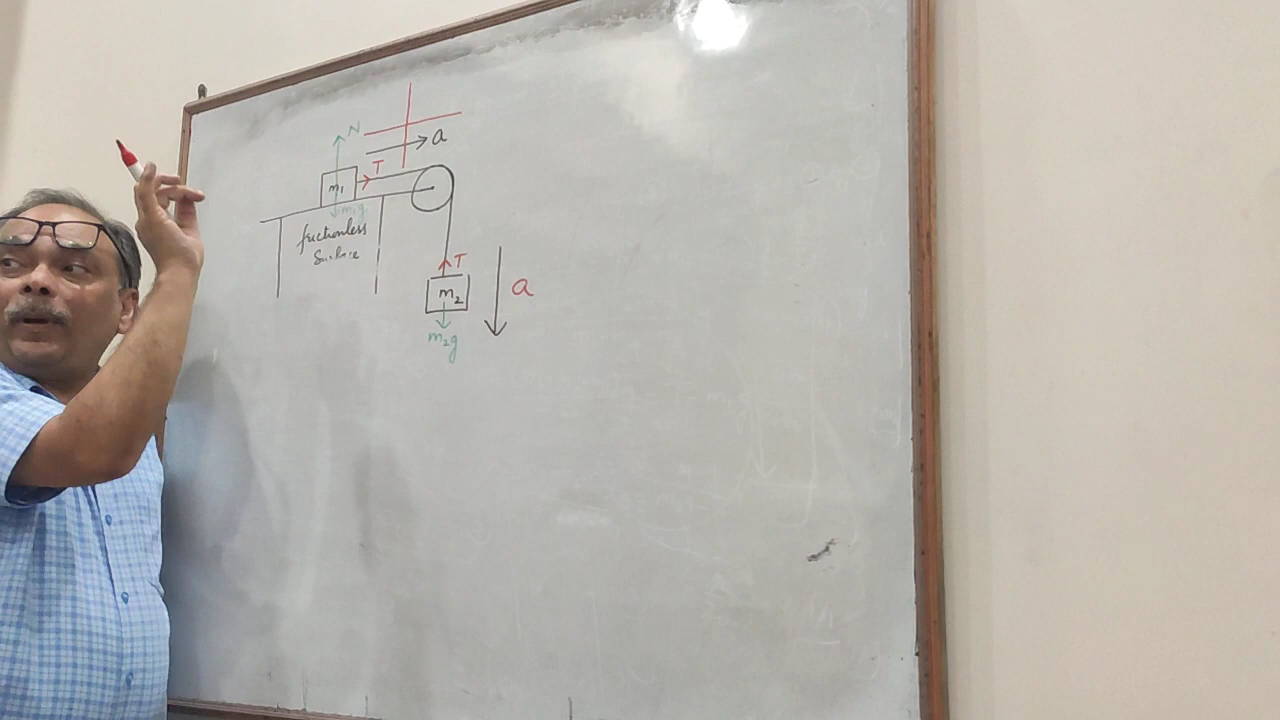 N
a
T
m₁
m₁g
frictionless
Surface
T
m₂
a
m₂g